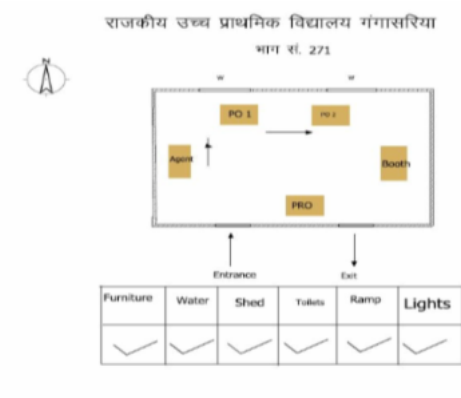 राजकीय उच्च प्राथमिक विद्यालय गंगासरिया
भाग सं. 271
N
W W
PO 1 PO 2
Agent
Booth
PRO
Entrance Exit
Furniture Water Shed Toilets Ramp Lights